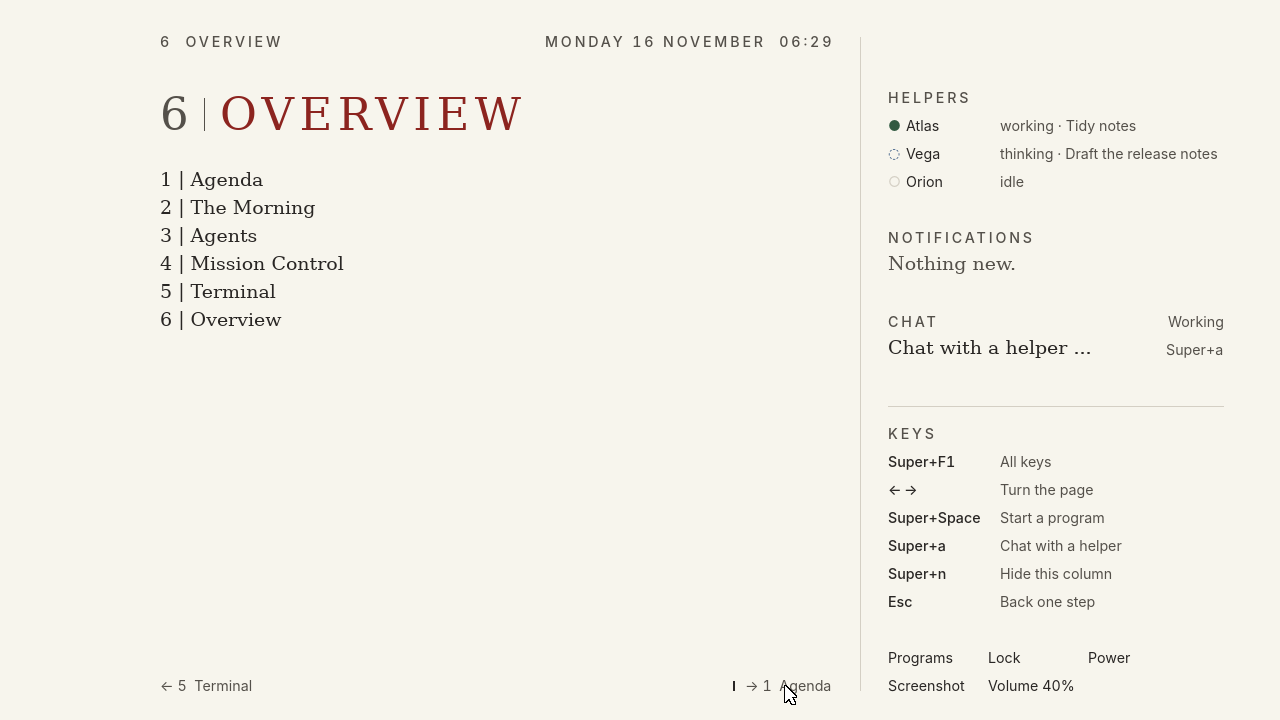 6 OVERVIEW
MONDAY 16 NOVEMBER 06:29
6 | OVERVIEW
1 | Agenda
2 | The Morning
3 | Agents
4 | Mission Control
5 | Terminal
6 | Overview
← 5 Terminal
→ 1 Agenda
HELPERS
Atlas working · Tidy notes
Vega thinking · Draft the release notes
Orion idle
NOTIFICATIONS
Nothing new.
CHAT Working
Chat with a helper ... Super+a
KEYS
Super+F1 All keys
← → Turn the page
Super+Space Start a program
Super+a Chat with a helper
Super+n Hide this column
Esc Back one step
Programs Lock Power
Screenshot Volume 40%